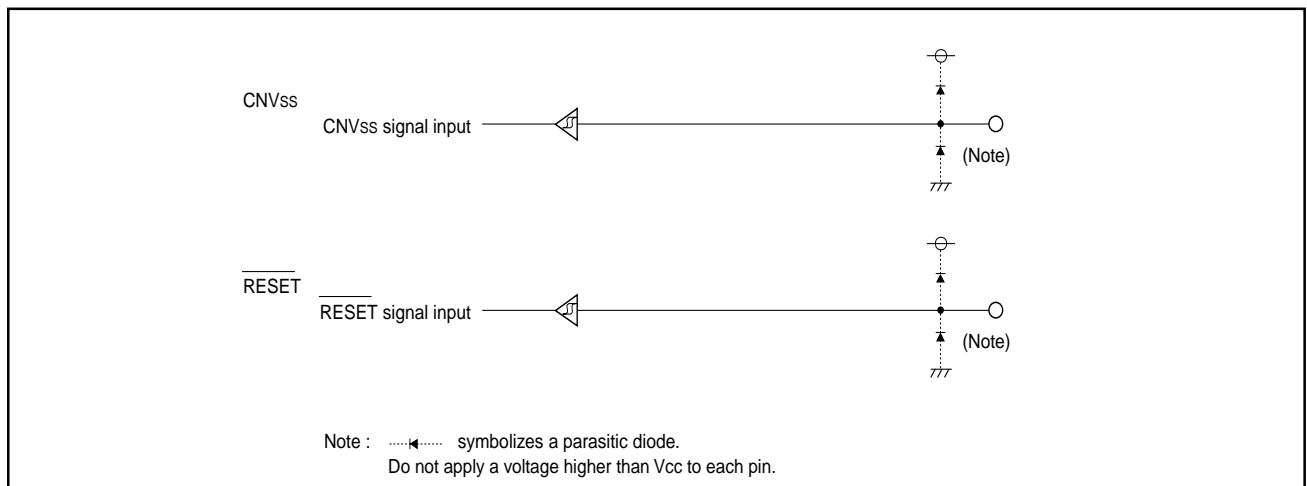 CNVss
CNVss signal input
(Note)
RESET
RESET signal input
(Note)
Note : symbolizes a parasitic diode.
Do not apply a voltage higher than Vcc to each pin.